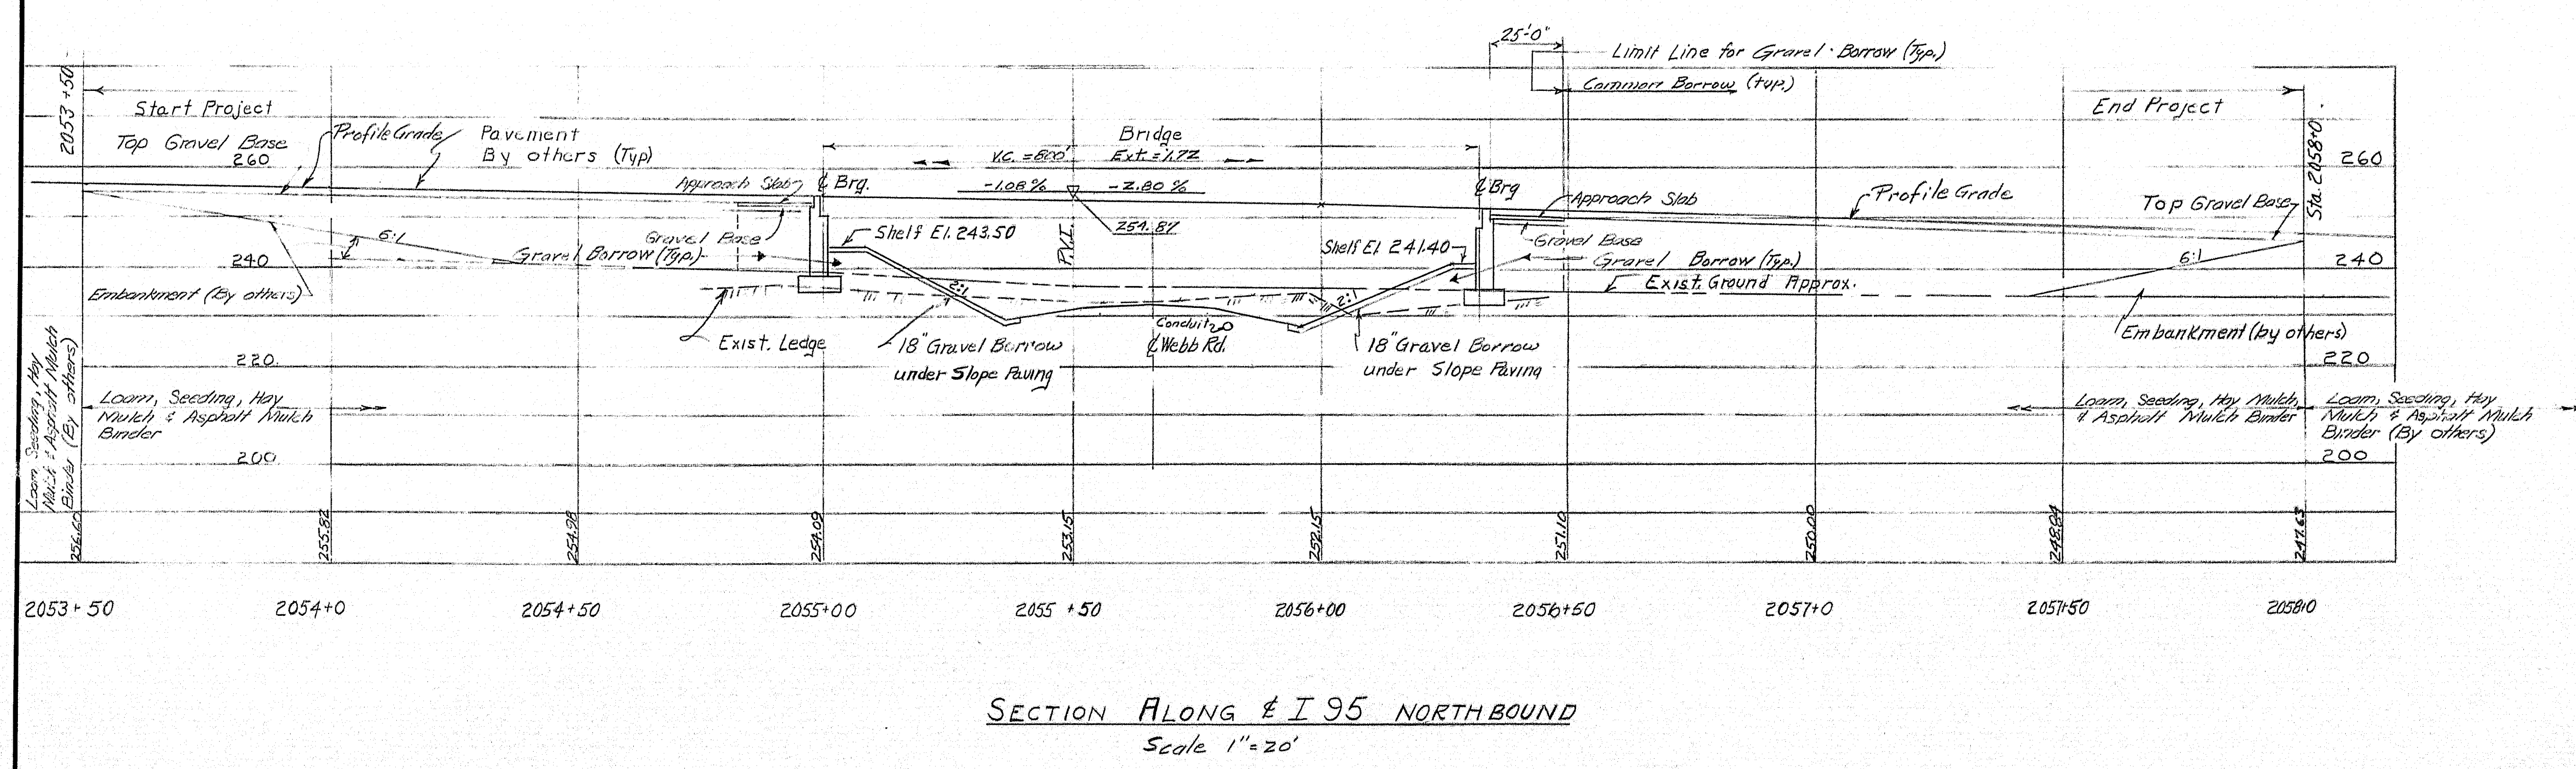 25'-0"
Limit Line for Gravel Borrow (Typ.)
Common Borrow (typ.)
2053+50
Start Project
End Project
Top Gravel Base
260
Profile Grade
Pavement
By others (Typ)
Bridge
V.C. = 800' Ext. = 1.72
Sta. 2058+0
260
Approach Slab
℄ Brg.
-1.08 % -2.80 %
℄ Brg
Approach Slab
Profile Grade
Top Gravel Base
6:1
Gravel Base
Shelf El. 243.50
P.V.I.
254.87
Shelf El. 241.40
Gravel Base
240
Gravel Borrow (Typ.)
Gravel Borrow (Typ.)
6:1
240
Embankment (By others)
2:1
2:1
Exist. Ground Approx.
Exist. Ledge
18" Gravel Borrow
under Slope Paving
Conduit
℄ Webb Rd.
18" Gravel Borrow
under Slope Paving
Embankment (by others)
220
220
Loam, Seeding, Hay
Mulch & Asphalt Mulch
Binder (By others)
Loam, Seeding, Hay
Mulch & Asphalt Mulch
Binder
Loam, Seeding, Hay Mulch
& Asphalt Mulch Binder
Loam, Seeding, Hay
Mulch & Asphalt Mulch
Binder (By others)
200
200
256.60
255.82
254.98
254.09
253.15
252.15
251.10
250.00
248.84
247.63
2053+50
2054+0
2054+50
2055+00
2055+50
2056+00
2056+50
2057+0
2057+50
2058+0
SECTION ALONG ℄ I 95 NORTHBOUND
Scale 1"=20'